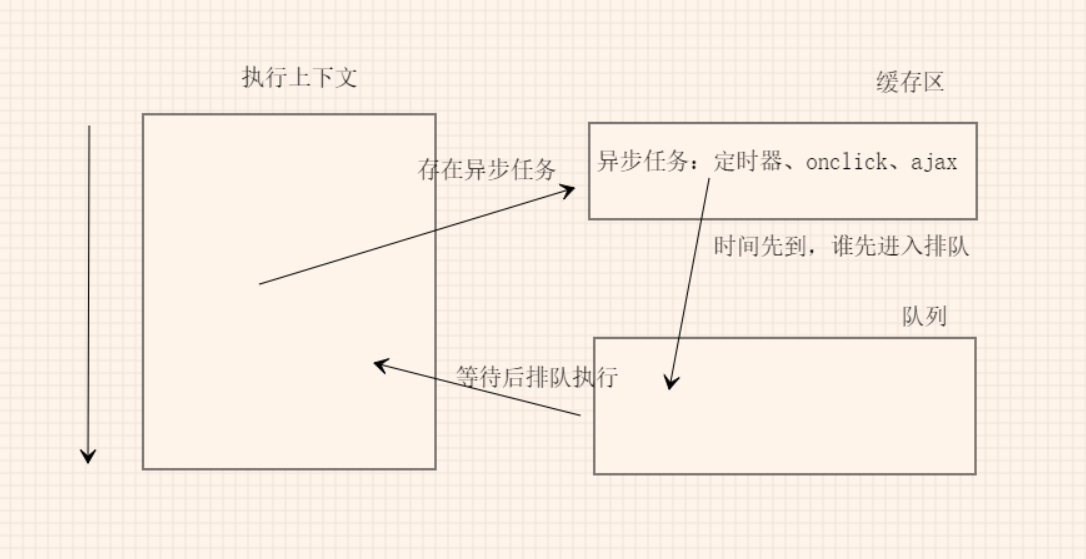 执行上下文
缓存区
存在异步任务
异步任务：定时器、onclick、ajax
时间先到，谁先进入排队
队列
等待后排队执行